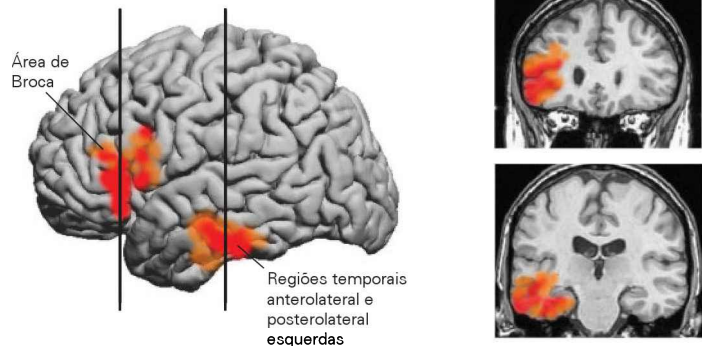 Área de
Broca
Regiões temporais
anterolateral e
posterolateral
esquerdas